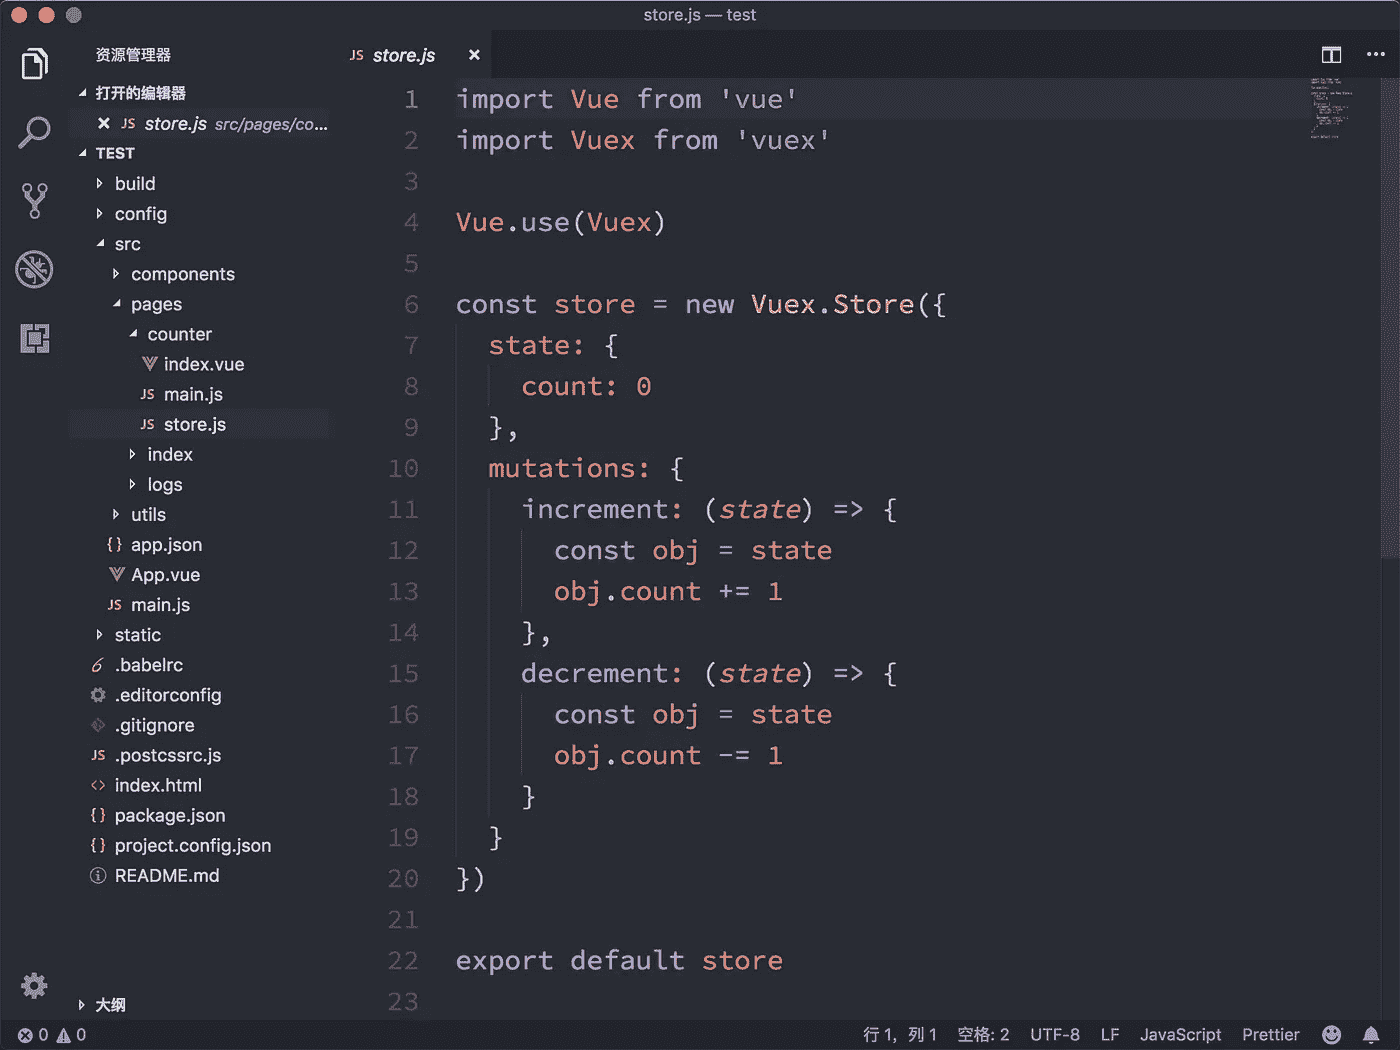 store.js — test
资源管理器
打开的编辑器
JS store.js src/pages/co...
TEST
build
config
src
components
pages
counter
index.vue
JS main.js
JS store.js
index
logs
utils
{} app.json
App.vue
JS main.js
static
.babelrc
.editorconfig
.gitignore
JS .postcssrc.js
<> index.html
{} package.json
{} project.config.json
README.md
大纲
JS store.js
1 import Vue from 'vue'
2 import Vuex from 'vuex'
3
4 Vue.use(Vuex)
5
6 const store = new Vuex.Store({
7 state: {
8 count: 0
9 },
10 mutations: {
11 increment: (state) => {
12 const obj = state
13 obj.count += 1
14 },
15 decrement: (state) => {
16 const obj = state
17 obj.count -= 1
18 }
19 }
20 })
21
22 export default store
23
0 0 行 1，列 1 空格: 2 UTF-8 LF JavaScript Prettier